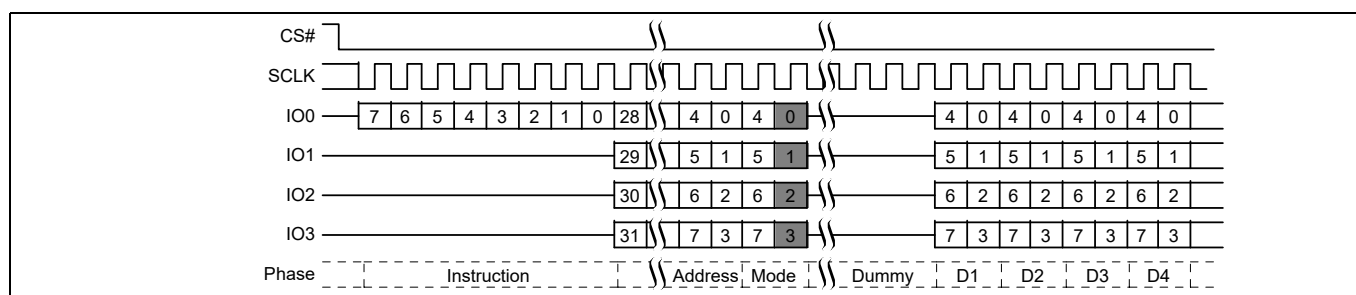 CS#
SCLK
IO0 7 6 5 4 3 2 1 0 28 4 0 4 0 4 0 4 0 4 0 4 0
IO1 29 5 1 5 1 5 1 5 1 5 1 5 1
IO2 30 6 2 6 2 6 2 6 2 6 2 6 2
IO3 31 7 3 7 3 7 3 7 3 7 3 7 3
Phase Instruction Address Mode Dummy D1 D2 D3 D4